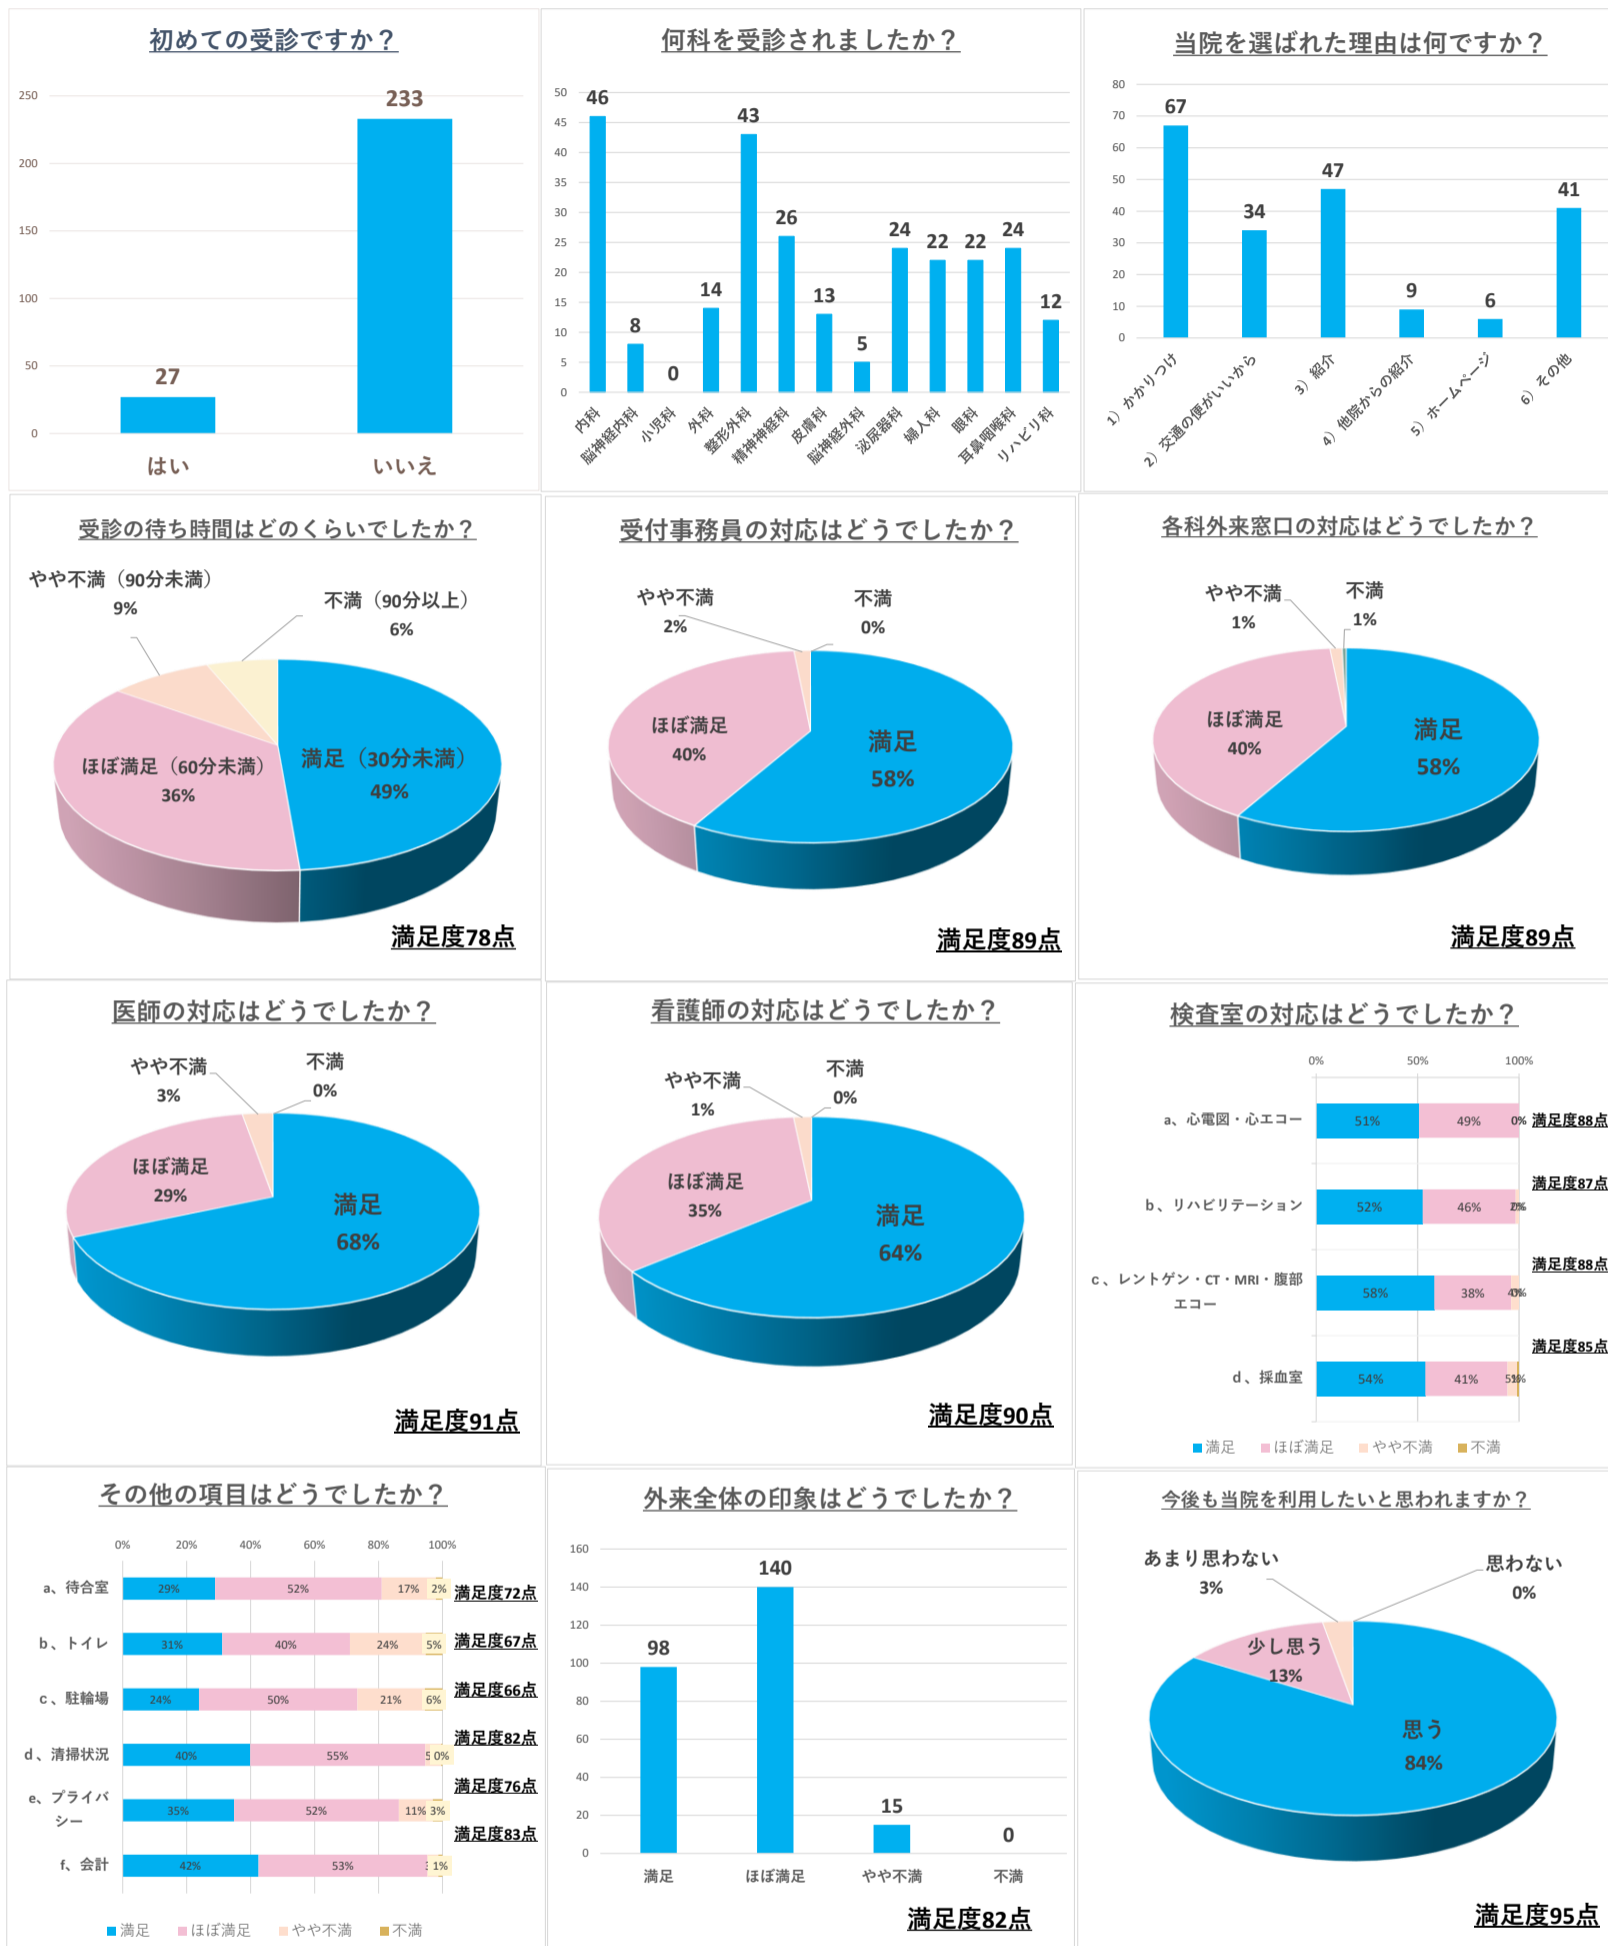 初めての受診ですか？
250
200
150
100
50
0
27
233
はい
いいえ
何科を受診されましたか？
50
45
40
35
30
25
20
15
10
5
0
46
8
0
14
43
26
13
5
24
22
22
24
12
内科
脳神経内科
小児科
外科
整形外科
精神神経科
皮膚科
脳神経外科
泌尿器科
婦人科
眼科
耳鼻咽喉科
リハビリ科
当院を選ばれた理由は何ですか？
80
70
60
50
40
30
20
10
0
67
34
47
9
6
41
1）かかりつけ
2）交通の便がいいから
3）紹介
4）他院からの紹介
5）ホームページ
6）その他
受診の待ち時間はどのくらいでしたか？
やや不満（90分未満）
9%
不満（90分以上）
6%
ほぼ満足（60分未満）
36%
満足（30分未満）
49%
満足度78点
受付事務員の対応はどうでしたか？
やや不満
2%
不満
0%
ほぼ満足
40%
満足
58%
満足度89点
各科外来窓口の対応はどうでしたか？
やや不満
1%
不満
1%
ほぼ満足
40%
満足
58%
満足度89点
医師の対応はどうでしたか？
やや不満
3%
不満
0%
ほぼ満足
29%
満足
68%
満足度91点
看護師の対応はどうでしたか？
やや不満
1%
不満
0%
ほぼ満足
35%
満足
64%
満足度90点
検査室の対応はどうでしたか？
0% 50% 100%
a、心電図・心エコー 51% 49% 0% 満足度88点
満足度87点
b、リハビリテーション 52% 46% 2% 0%
満足度88点
c、レントゲン・CT・MRI・腹部
エコー
58% 38% 4% 0%
満足度85点
d、採血室 54% 41% 5% 1%
満足 ほぼ満足 やや不満 不満
その他の項目はどうでしたか？
0% 20% 40% 60% 80% 100%
a、待合室 29% 52% 17% 2% 満足度72点
b、トイレ 31% 40% 24% 5% 満足度67点
c、駐輪場 24% 50% 21% 6% 満足度66点
満足度82点
d、清掃状況 40% 55% 0%
満足度76点
e、プライバ
シー
35% 52% 11% 3%
満足度83点
f、会計 42% 53% 1%
満足 ほぼ満足 やや不満 不満
外来全体の印象はどうでしたか？
160
140
120
100
80
60
40
20
0
98
140
15
0
満足
ほぼ満足
やや不満
不満
満足度82点
今後も当院を利用したいと思われますか？
あまり思わない
3%
思わない
0%
少し思う
13%
思う
84%
満足度95点